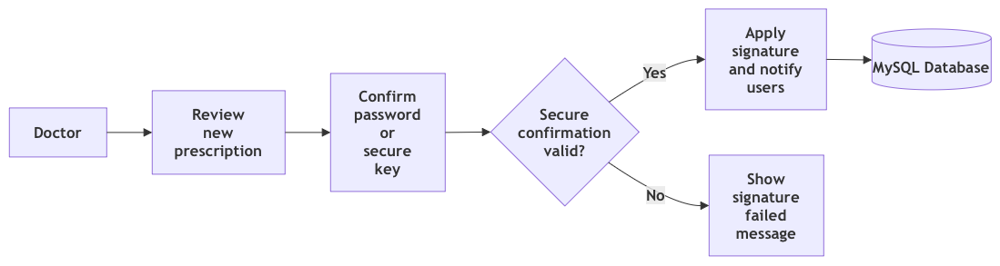 Doctor
Review
new
prescription
Confirm
password
or
secure
key
Secure
confirmation
valid?
Yes
Apply
signature
and notify
users
MySQL Database
No
Show
signature
failed
message